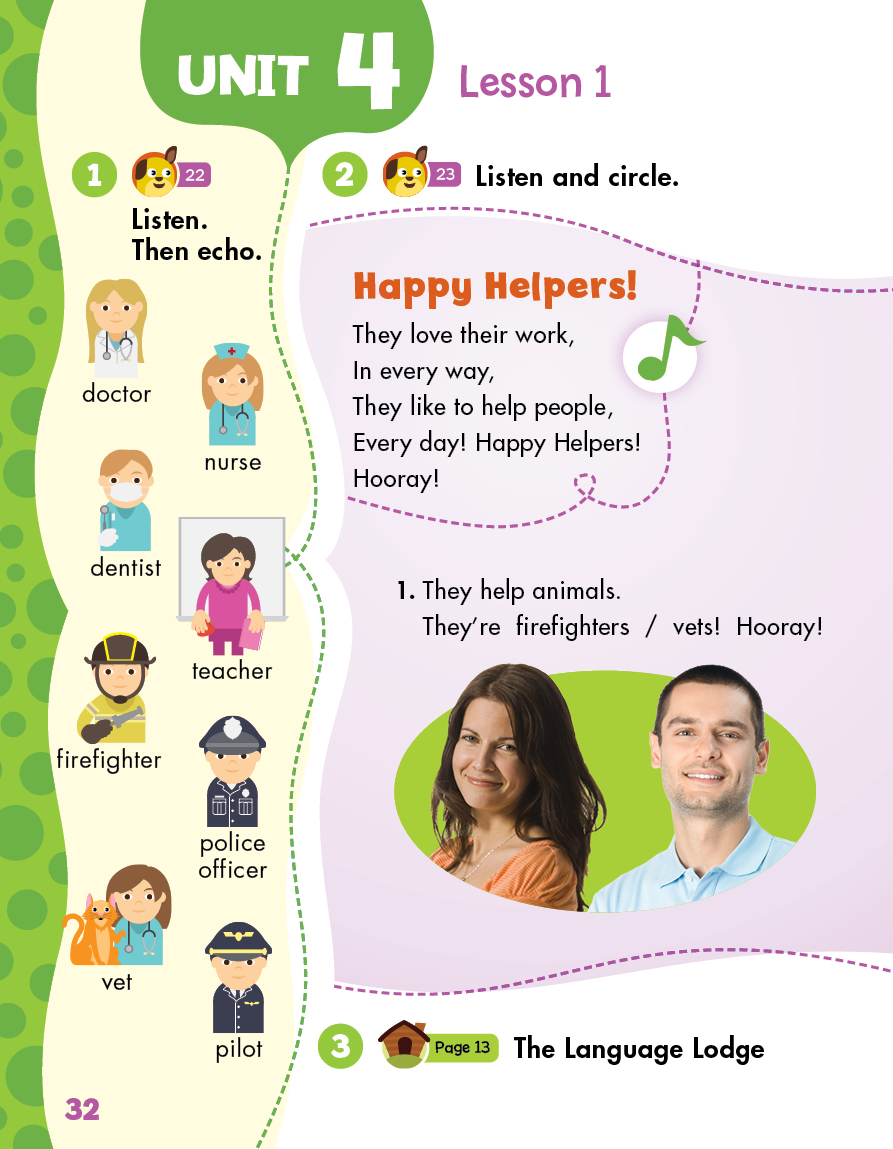 UNIT 4
Lesson 1
1
22
Listen.
Then echo.
doctor
nurse
dentist
teacher
firefighter
police
officer
vet
pilot
2
23
Listen and circle.
Happy Helpers!
They love their work,
In every way,
They like to help people,
Every day! Happy Helpers!
Hooray!
1. They help animals.
They're firefighters / vets! Hooray!
3
Page 13
The Language Lodge
32